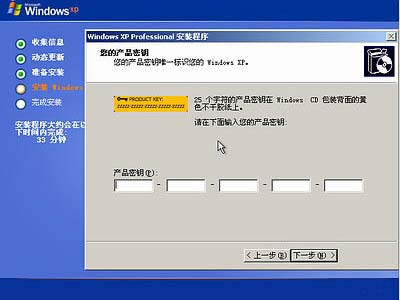 Microsoft
Windows xp
收集信息
动态更新
准备安装
安装 Windows
完成安装
安装程序大约会在以
下时间内完成:
33 分钟
Windows XP Professional 安装程序
您的产品密钥
您的产品密钥唯一标识您的 Windows XP。
PRODUCT KEY:
25 个字符的产品密钥在 Windows CD 包装背面的黄
色不干胶纸上。
请在下面输入您的产品密钥:
产品密钥(P):
- - - -
< 上一步(B) 下一步(N) >